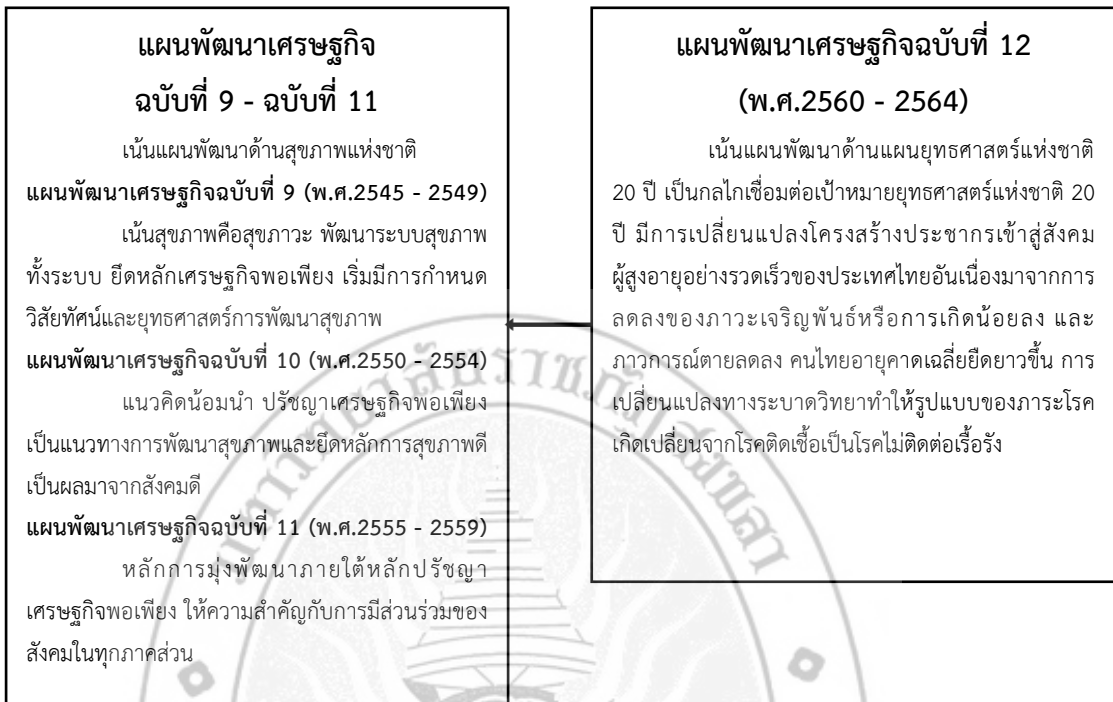 แผนพัฒนาเศรษฐกิจ
ฉบับที่ 9 - ฉบับที่ 11
เน้นแผนพัฒนาด้านสุขภาพแห่งชาติ
แผนพัฒนาเศรษฐกิจฉบับที่ 9 (พ.ศ.2545 - 2549)
เน้นสุขภาพคือสุขภาวะ พัฒนาระบบสุขภาพ
ทั้งระบบ ยึดหลักเศรษฐกิจพอเพียง เริ่มมีการกำหนด
วิสัยทัศน์และยุทธศาสตร์การพัฒนาสุขภาพ
แผนพัฒนาเศรษฐกิจฉบับที่ 10 (พ.ศ.2550 - 2554)
แนวคิดน้อมนำ ปรัชญาเศรษฐกิจพอเพียง
เป็นแนวทางการพัฒนาสุขภาพและยึดหลักการสุขภาพดี
เป็นผลมาจากสังคมดี
แผนพัฒนาเศรษฐกิจฉบับที่ 11 (พ.ศ.2555 - 2559)
หลักการมุ่งพัฒนาภายใต้หลักปรัชญา
เศรษฐกิจพอเพียง ให้ความสำคัญกับการมีส่วนร่วมของ
สังคมในทุกภาคส่วน
แผนพัฒนาเศรษฐกิจฉบับที่ 12
(พ.ศ.2560 - 2564)
เน้นแผนพัฒนาด้านแผนยุทธศาสตร์แห่งชาติ
20 ปี เป็นกลไกเชื่อมต่อเป้าหมายยุทธศาสตร์แห่งชาติ 20
ปี มีการเปลี่ยนแปลงโครงสร้างประชากรเข้าสู่สังคม
ผู้สูงอายุอย่างรวดเร็วของประเทศไทยอันเนื่องมาจากการ
ลดลงของภาวะเจริญพันธ์หรือการเกิดน้อยลง และ
ภาวการณ์ตายลดลง คนไทยอายุคาดเฉลี่ยยืดยาวขึ้น การ
เปลี่ยนแปลงทางระบาดวิทยาทำให้รูปแบบของภาระโรค
เกิดเปลี่ยนจากโรคติดเชื้อเป็นโรคไม่ติดต่อเรื้อรัง
มหาวิทยาลัยราชภัฏสงขลา